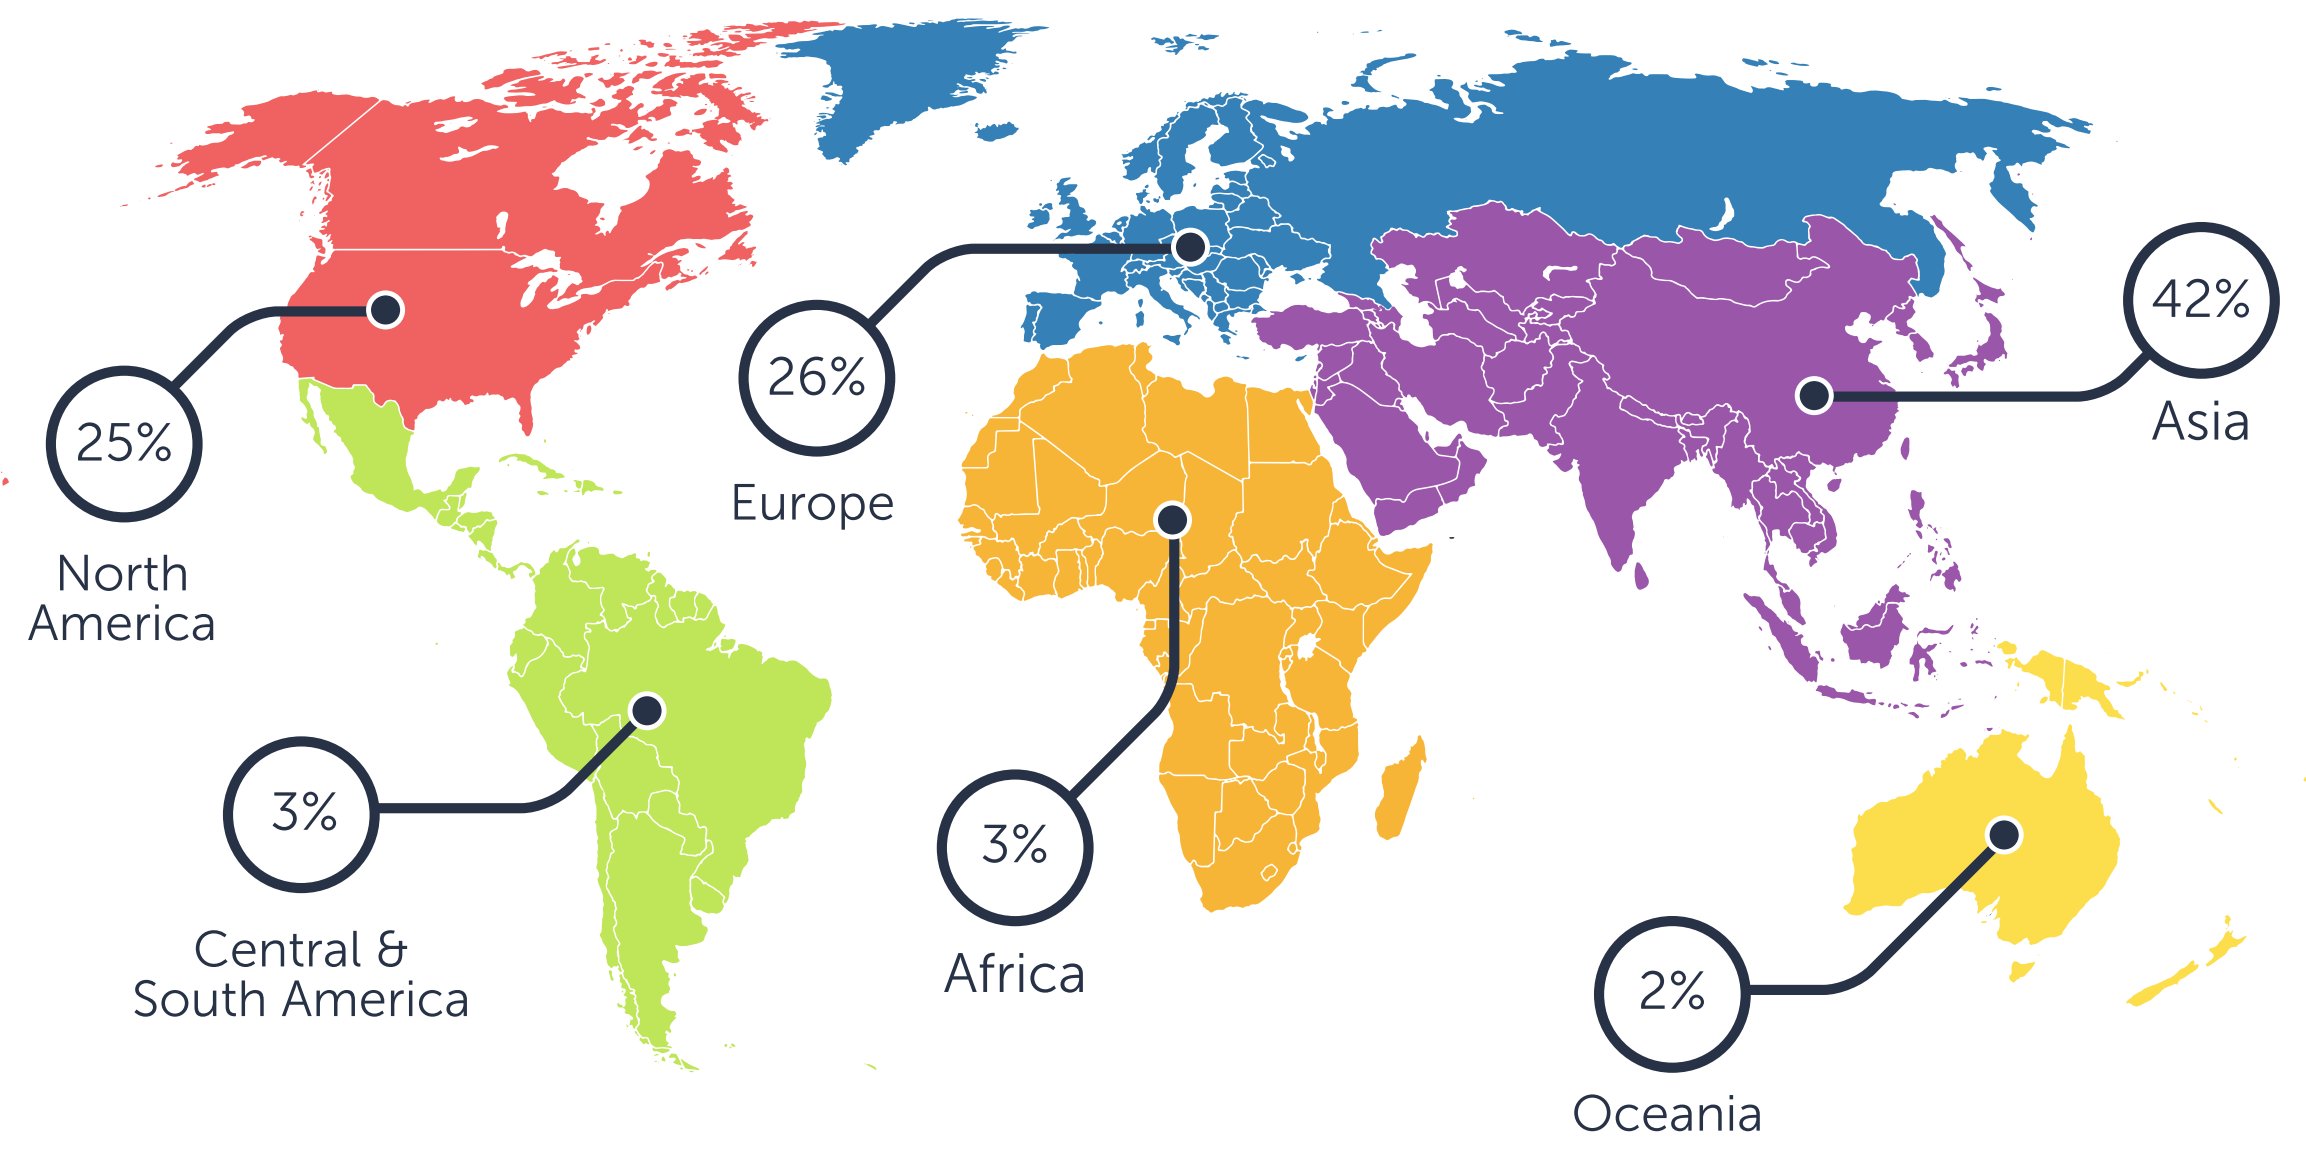 25%
North
America
26%
Europe
42%
Asia
3%
Central &
South America
3%
Africa
2%
Oceania